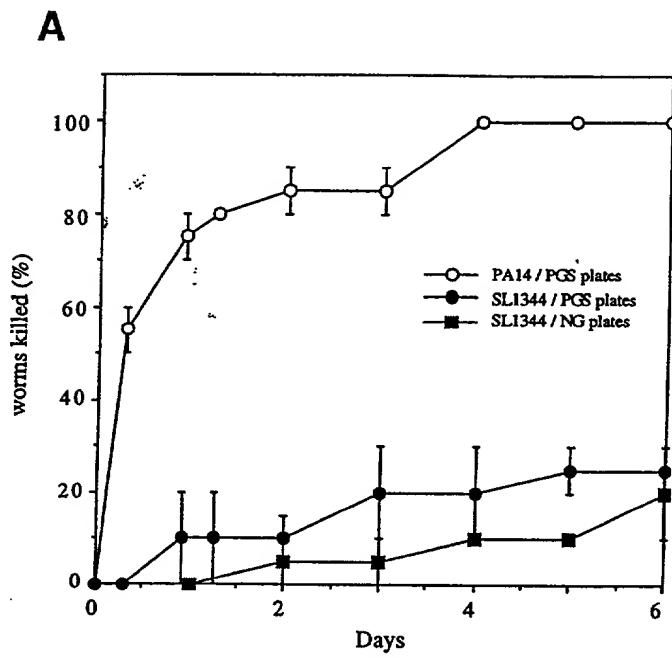 A
100
80
60
40
20
0
worms killed (%)
PA14 / PGS plates
SL1344 / PGS plates
SL1344 / NG plates
0 2 4 6
Days